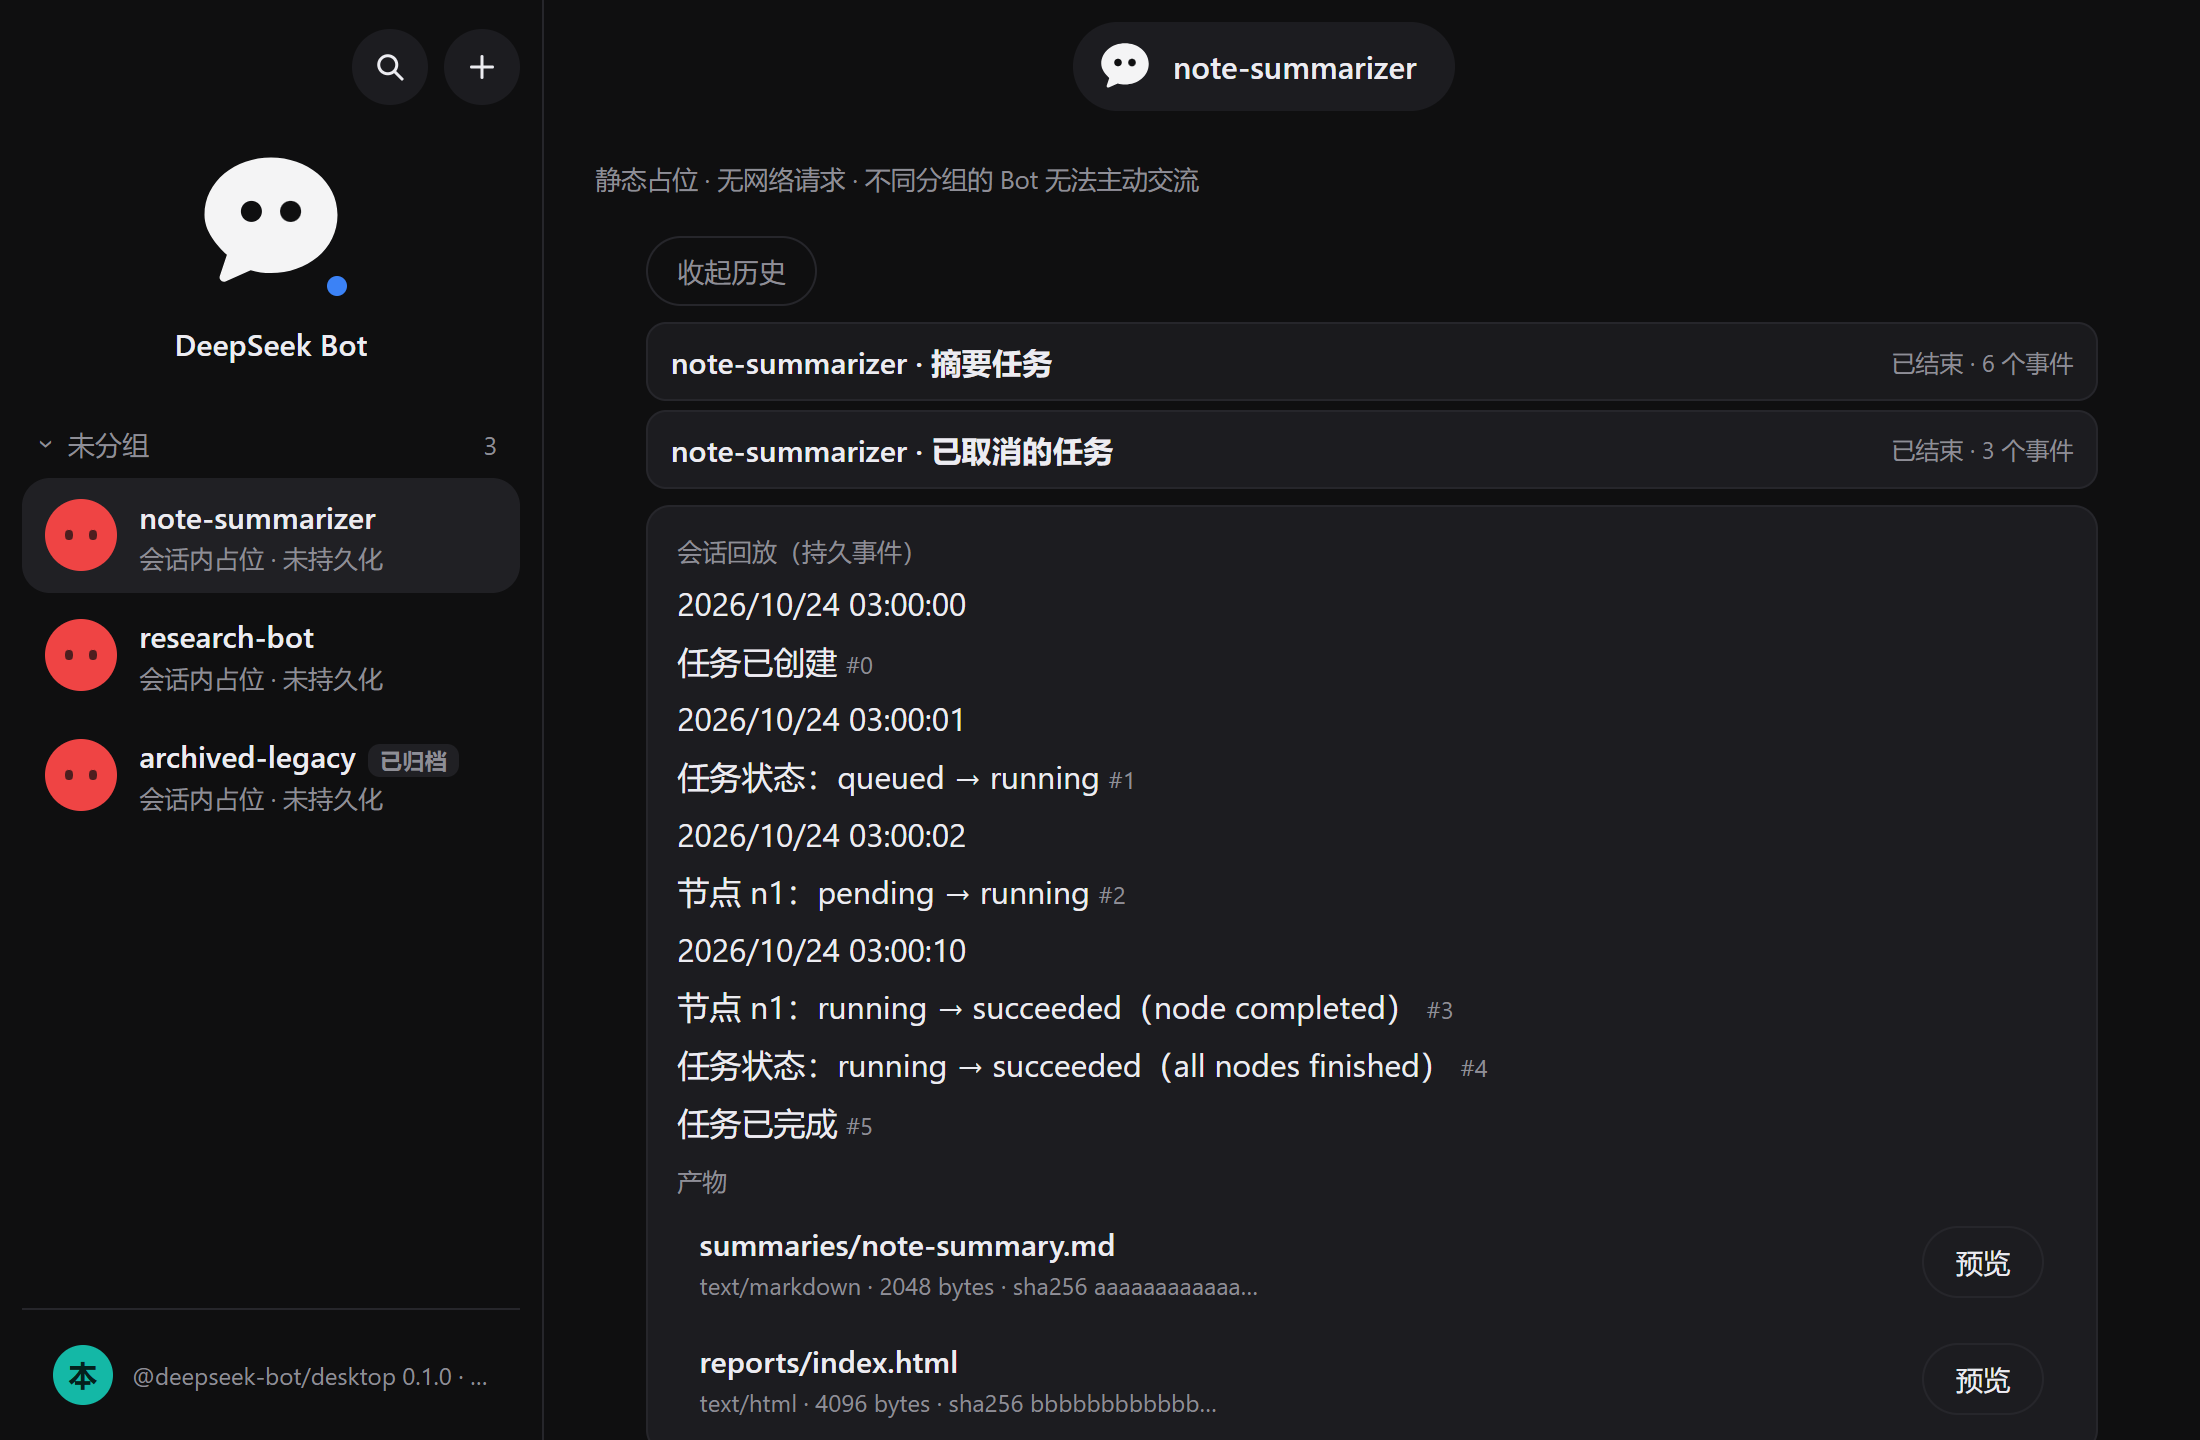 note-summarizer
DeepSeek Bot
未分组 3
note-summarizer
会话内占位 · 未持久化
research-bot
会话内占位 · 未持久化
archived-legacy 已归档
会话内占位 · 未持久化
本 @deepseek-bot/desktop 0.1.0 · ...
静态占位 · 无网络请求 · 不同分组的 Bot 无法主动交流
收起历史
note-summarizer · 摘要任务 已结束 · 6 个事件
note-summarizer · 已取消的任务 已结束 · 3 个事件
会话回放（持久事件）
2026/10/24 03:00:00
任务已创建 #0
2026/10/24 03:00:01
任务状态：queued → running #1
2026/10/24 03:00:02
节点 n1：pending → running #2
2026/10/24 03:00:10
节点 n1：running → succeeded（node completed） #3
任务状态：running → succeeded（all nodes finished） #4
任务已完成 #5
产物
summaries/note-summary.md 预览
text/markdown · 2048 bytes · sha256 aaaaaaaaaaaa...
reports/index.html 预览
text/html · 4096 bytes · sha256 bbbbbbbbbbbb...